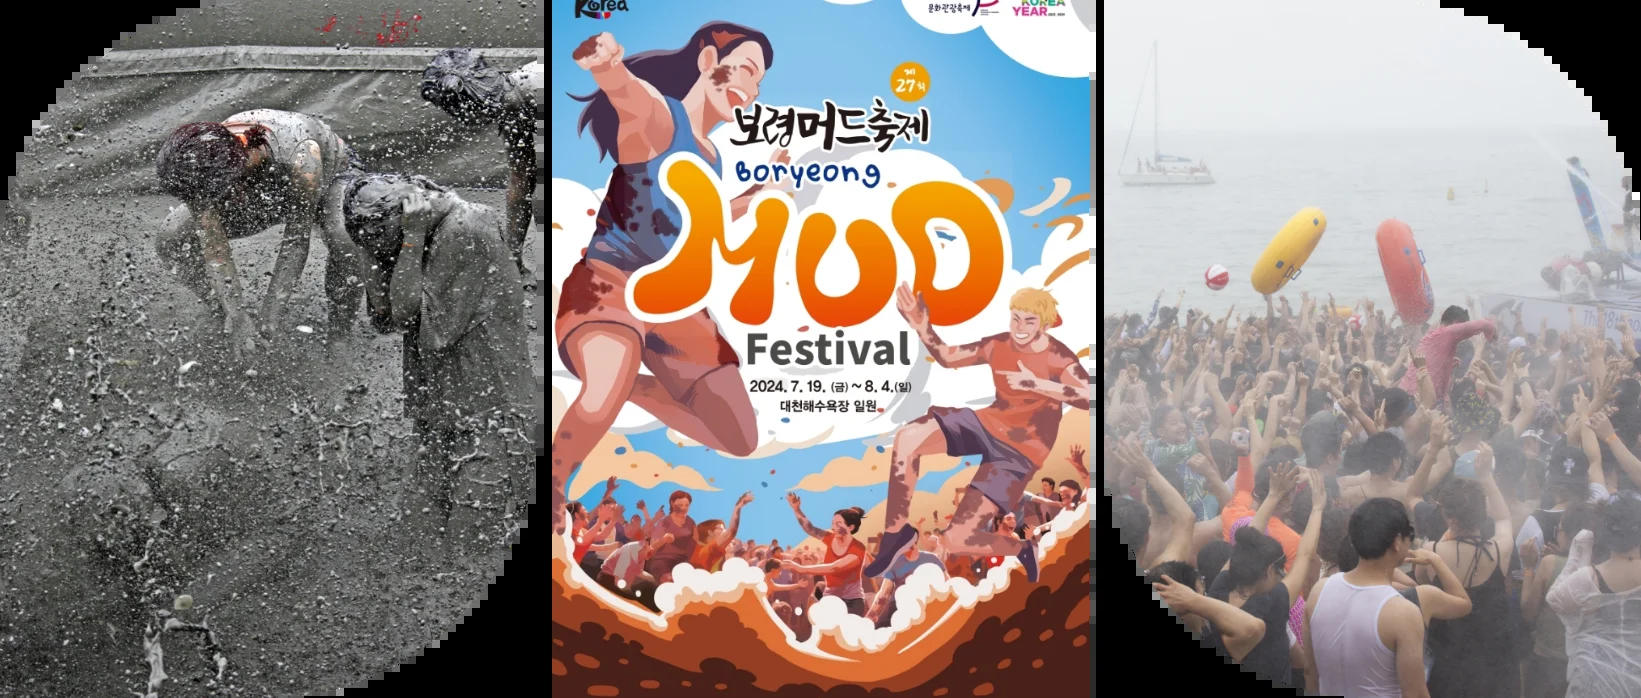 Korea
문화관광축제
KOREA
YEAR
제
27회
보령머드축제
Boryeong
MUD
Festival
2024. 7. 19. (금) ~ 8. 4.(일)
대천해수욕장 일원